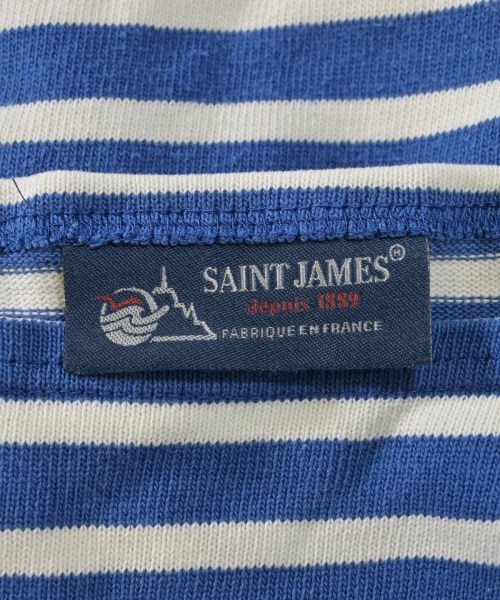 SAINT JAMES®
depuis 1889
FABRIQUE EN FRANCE